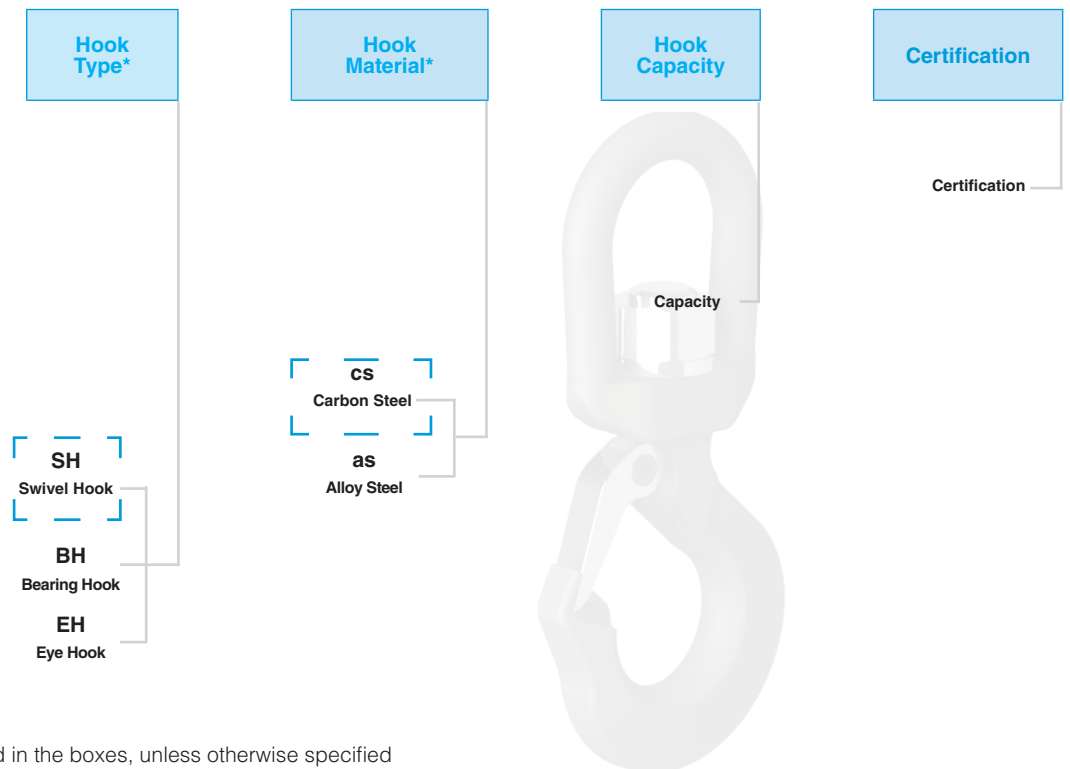 Hook
Type*
Hook
Material*
Hook
Capacity
Certification
Certification
Capacity
cs
Carbon Steel
as
Alloy Steel
SH
Swivel Hook
BH
Bearing Hook
EH
Eye Hook
in the boxes, unless otherwise specified